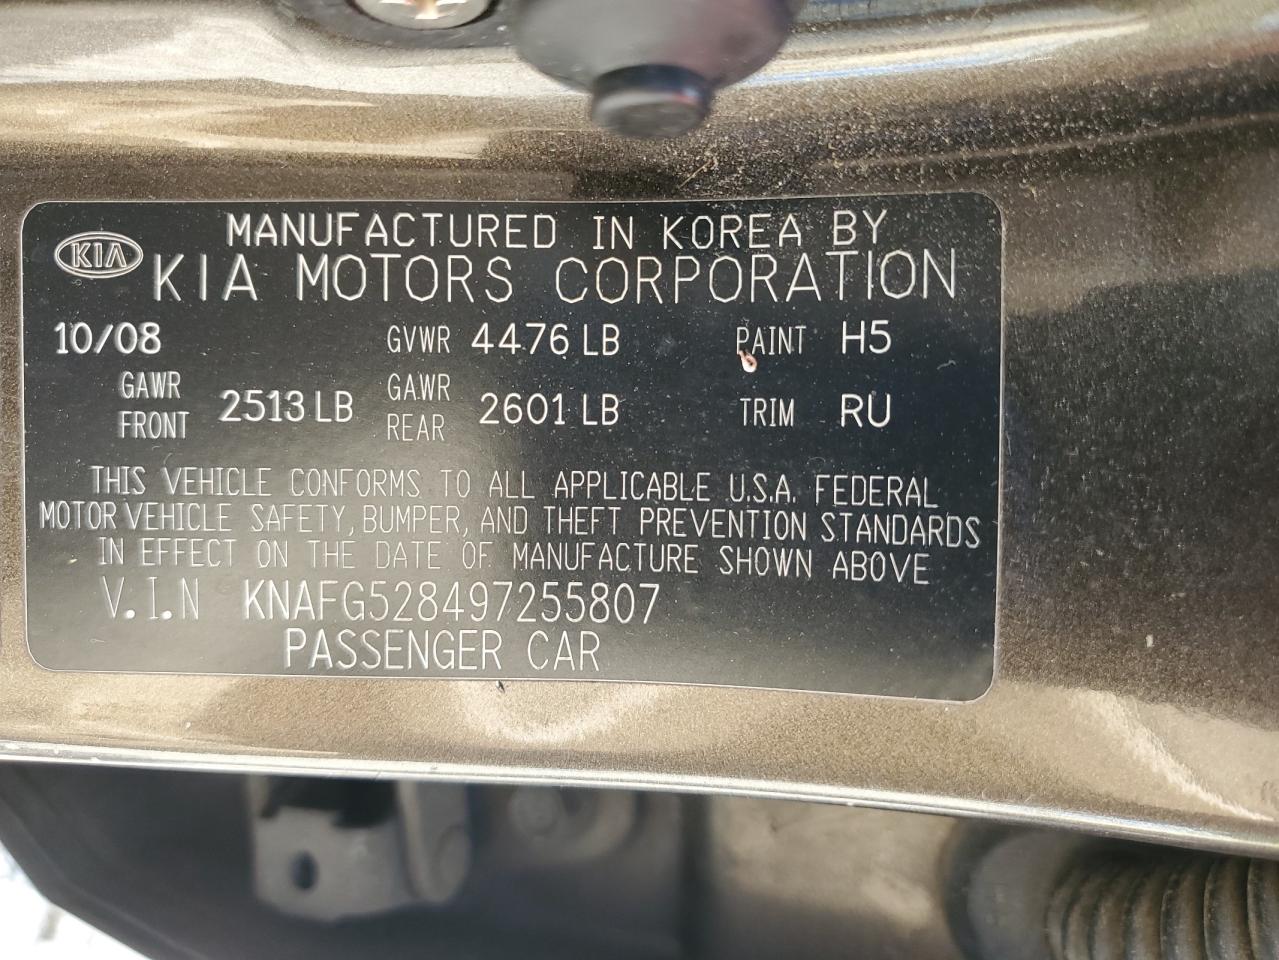 MANUFACTURED IN KOREA BY
KIA KIA MOTORS CORPORATION
10/08 GVWR 4476 LB PAINT H5
GAWR FRONT 2513 LB GAWR REAR 2601 LB TRIM RU
THIS VEHICLE CONFORMS TO ALL APPLICABLE U.S.A. FEDERAL
MOTOR VEHICLE SAFETY, BUMPER, AND THEFT PREVENTION STANDARDS
IN EFFECT ON THE DATE OF MANUFACTURE SHOWN ABOVE
V.I.N KNAFG528497255807
PASSENGER CAR